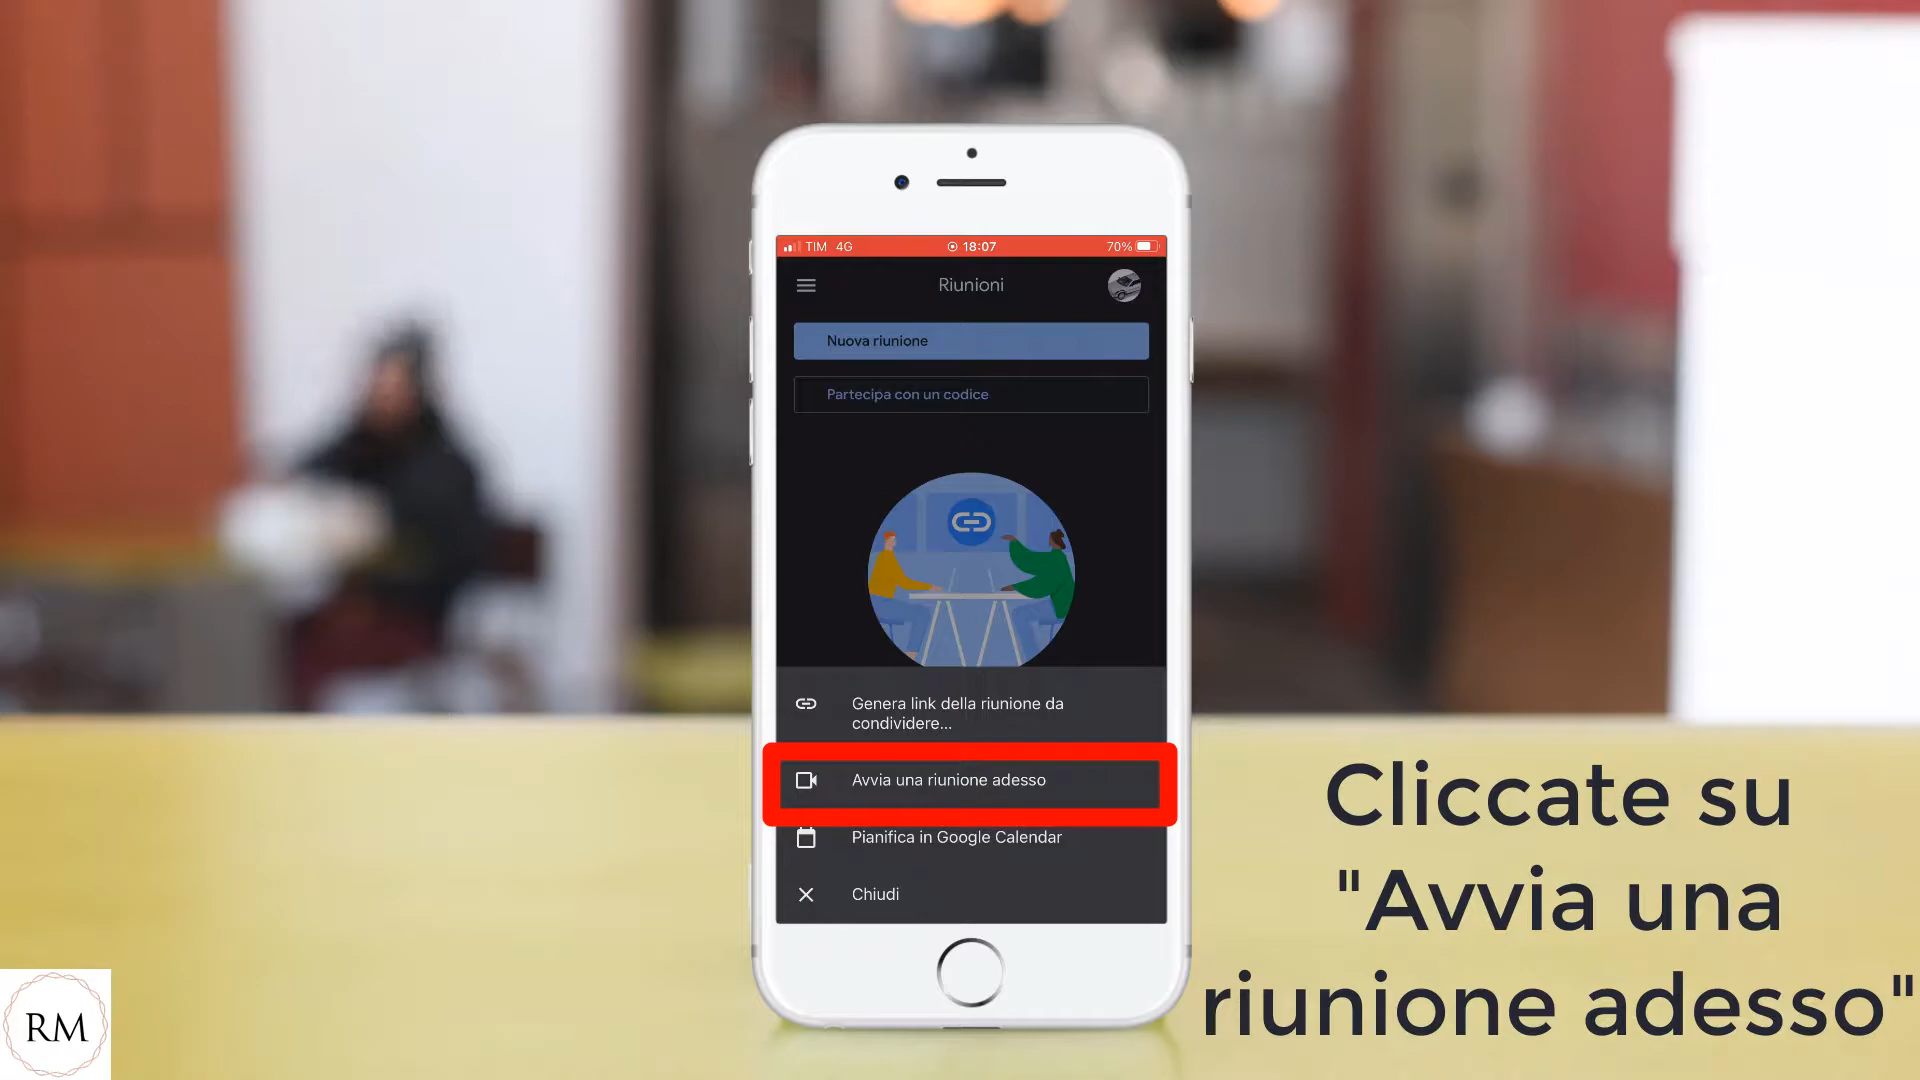 TIM 4G 18:07 70%
Riunioni
Nuova riunione
Partecipa con un codice
Genera link della riunione da
condividere...
Avvia una riunione adesso
Pianifica in Google Calendar
Chiudi
Cliccate su
"Avvia una
riunione adesso"
RM